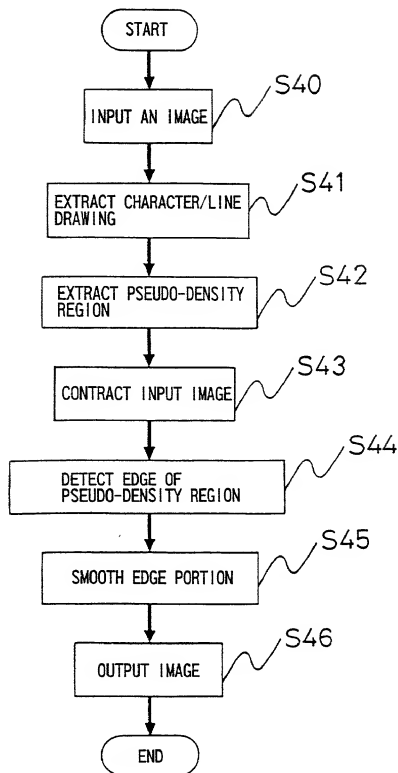 START
S40
INPUT AN IMAGE
S41
EXTRACT CHARACTER/LINE
DRAWING
S42
EXTRACT PSEUDO-DENSITY
REGION
S43
CONTRACT INPUT IMAGE
S44
DETECT EDGE OF
PSEUDO-DENSITY REGION
S45
SMOOTH EDGE PORTION
S46
OUTPUT IMAGE
END